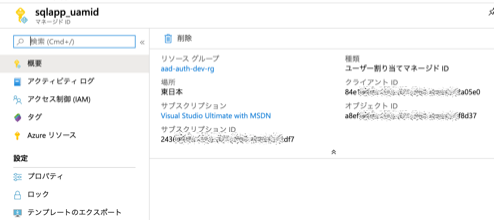 sqlapp_uamid
マネージド ID
検索 (Cmd+/)
概要
アクティビティ ログ
アクセス制御 (IAM)
タグ
Azure リソース
設定
プロパティ
ロック
テンプレートのエクスポート
削除
リソース グループ
aad-auth-dev-rg
場所
東日本
サブスクリプション
Visual Studio Ultimate with MSDN
サブスクリプション ID
243
df7
種類
ユーザー割り当てマネージド ID
クライアント ID
84e1
a05e0
オブジェクト ID
a8ef
f8d37